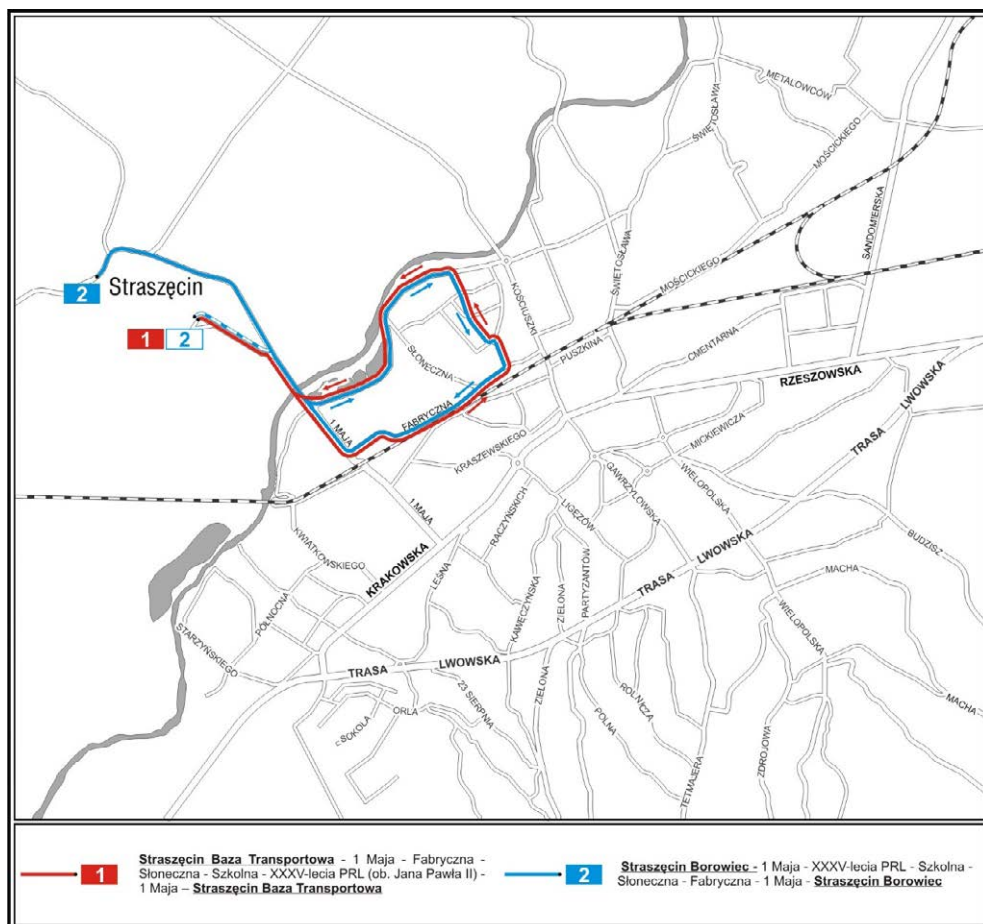 METALOWCÓW
ŚWIĘTOSŁAWA
MOŚCICKIEGO
SANDOMIERSKA
2
Straszęcin
1
2
KOŚCIUSZKI
ŚWIĘTOSŁAWA
MOŚCICKIEGO
SŁONECZNA
PUSZKINA
CMENTARNA
RZESZOWSKA
LWOWSKA
TRASA
FABRYCZNA
1 MAJA
KRASZEWSKIEGO
MICKIEWICZA
GAWRZYLOWSKA
WIELOPOLSKA
1 MAJA
RACZYŃSKICH
LIGĘZÓW
KWIATKOWSKIEGO
KRAKOWSKA
LEŚNA
PÓŁNOCNA
STARZYŃSKIEGO
KAWĘCZYŃSKA
ZIELONA
PARTYZANTÓW
TRASA
LWOWSKA
BUDZISZ
MACHA
WIELOPOLSKA
TRASA
LWOWSKA
23 SIERPNIA
ORLA
SOKOLA
ZIELONA
POLNA
ROLNICZA
TETMAJERA
ZDROJOWA
MACHA
1
Straszęcin Baza Transportowa - 1 Maja - Fabryczna -
Słoneczna - Szkolna - XXXV-lecia PRL (ob. Jana Pawła II) -
1 Maja – Straszęcin Baza Transportowa
2
Straszęcin Borowiec - 1 Maja - XXXV-lecia PRL - Szkolna -
Słoneczna - Fabryczna - 1 Maja - Straszęcin Borowiec